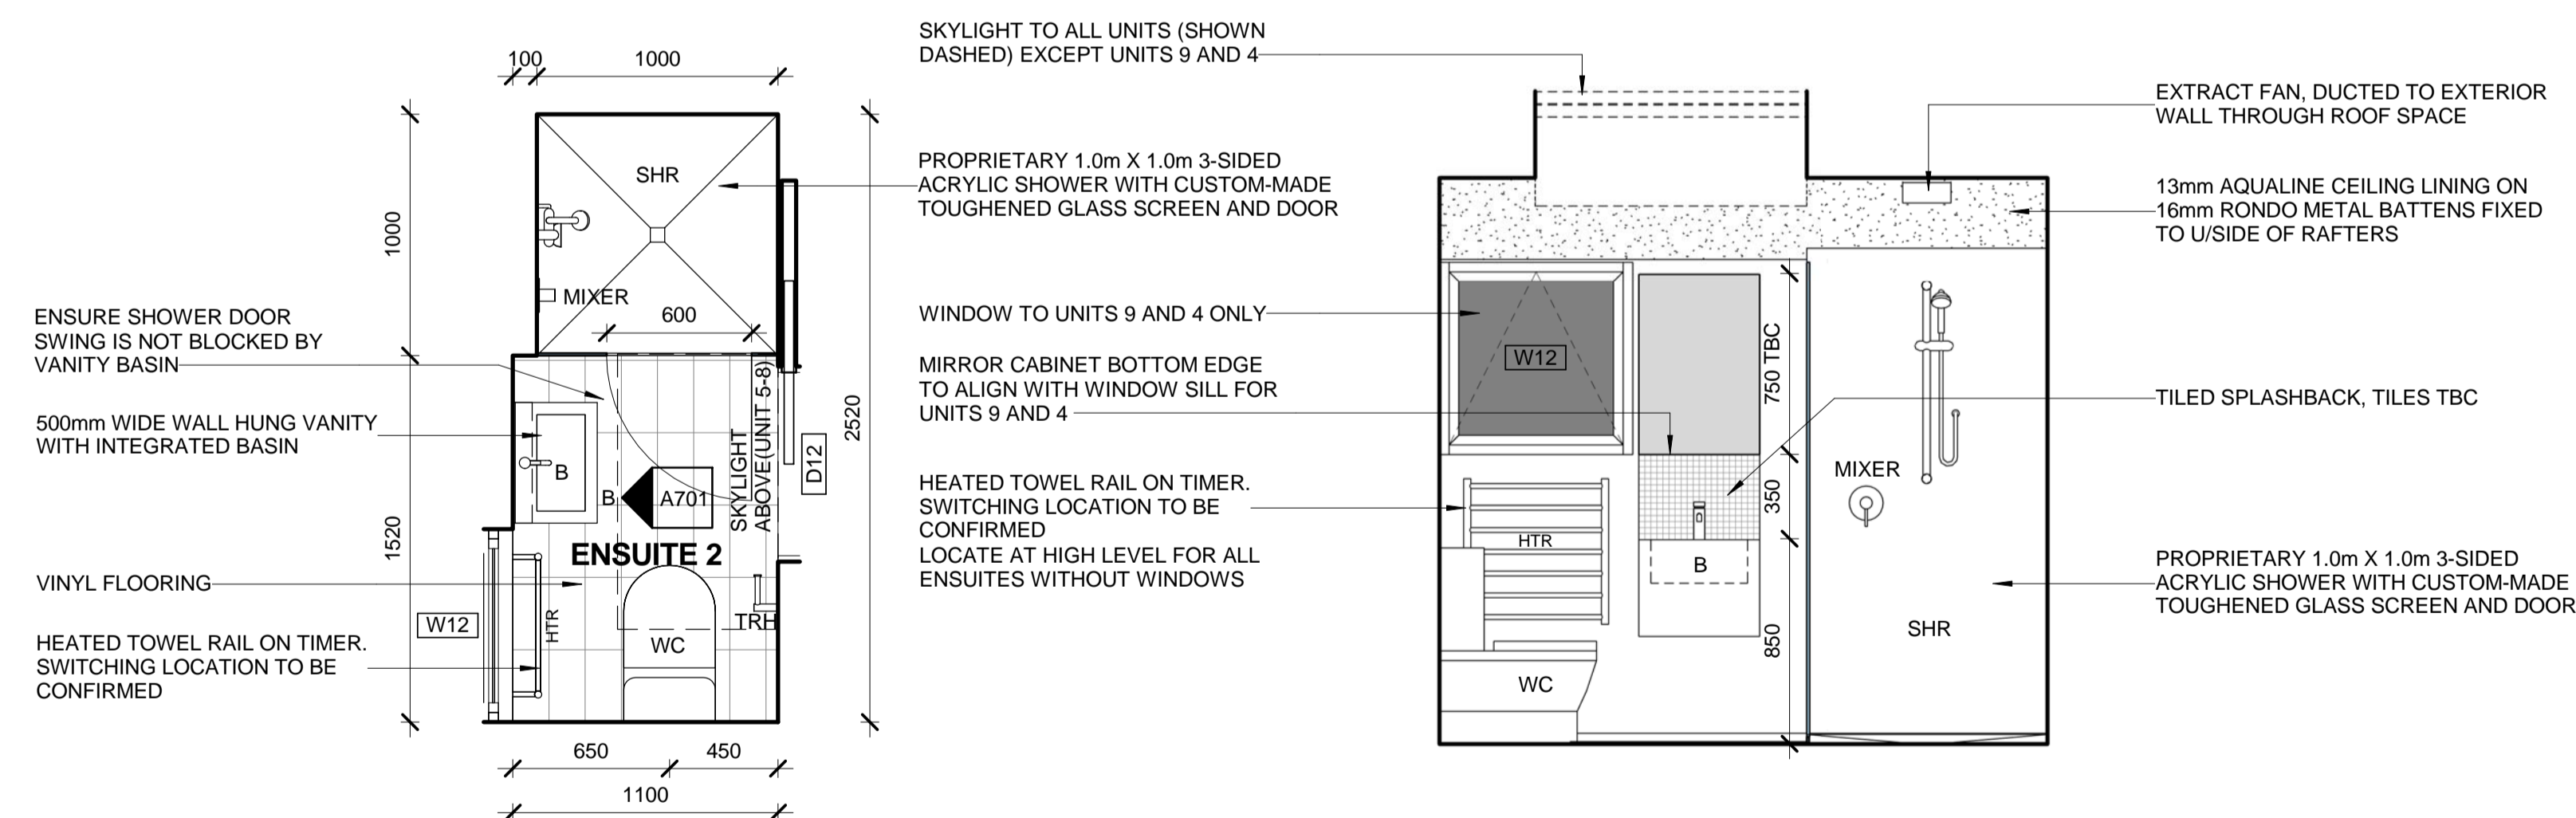 100
1000
SHR
MIXER
600
1000
1520
2520
ENSURE SHOWER DOOR
SWING IS NOT BLOCKED BY
VANITY BASIN
500mm WIDE WALL HUNG VANITY
WITH INTEGRATED BASIN
B
B
A701
SKYLIGHT
ABOVE(UNIT 5-8)
D12
ENSUITE 2
VINYL FLOORING
W12
HTR
TRH
WC
HEATED TOWEL RAIL ON TIMER.
SWITCHING LOCATION TO BE
CONFIRMED
650
450
1100
SKYLIGHT TO ALL UNITS (SHOWN
DASHED) EXCEPT UNITS 9 AND 4
PROPRIETARY 1.0m X 1.0m 3-SIDED
ACRYLIC SHOWER WITH CUSTOM-MADE
TOUGHENED GLASS SCREEN AND DOOR
WINDOW TO UNITS 9 AND 4 ONLY
MIRROR CABINET BOTTOM EDGE
TO ALIGN WITH WINDOW SILL FOR
UNITS 9 AND 4
HEATED TOWEL RAIL ON TIMER.
SWITCHING LOCATION TO BE
CONFIRMED
LOCATE AT HIGH LEVEL FOR ALL
ENSUITES WITHOUT WINDOWS
W12
HTR
WC
B
750 TBC
350
850
MIXER
SHR
EXTRACT FAN, DUCTED TO EXTERIOR
WALL THROUGH ROOF SPACE
13mm AQUALINE CEILING LINING ON
16mm RONDO METAL BATTENS FIXED
TO U/SIDE OF RAFTERS
TILED SPLASHBACK, TILES TBC
PROPRIETARY 1.0m X 1.0m 3-SIDED
ACRYLIC SHOWER WITH CUSTOM-MADE
TOUGHENED GLASS SCREEN AND DOOR